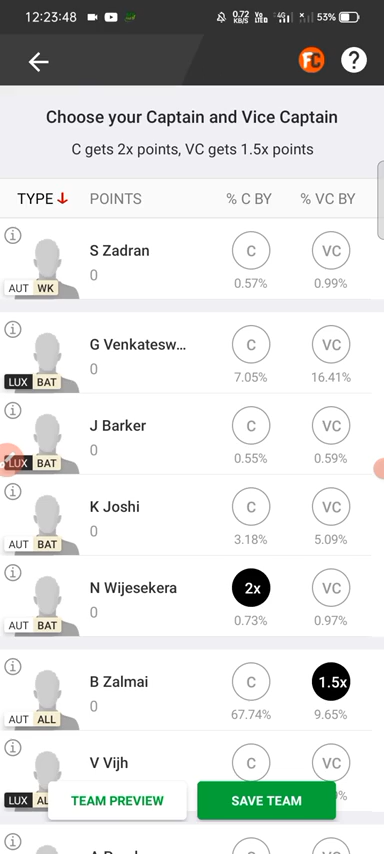 12:23:48 0.72 KB/S Vo LTE 4G 53%
FC ?
Choose your Captain and Vice Captain
C gets 2x points, VC gets 1.5x points
TYPE POINTS % C BY % VC BY
S Zadran C VC
0 0.57% 0.99%
AUT WK
G Venkatesw... C VC
0 7.05% 16.41%
LUX BAT
J Barker C VC
0 0.55% 0.59%
LUX BAT
K Joshi C VC
0 3.18% 5.09%
AUT BAT
N Wijesekera 2x VC
0 0.73% 0.97%
AUT BAT
B Zalmai C 1.5x
0 67.74% 9.65%
AUT ALL
V Vijh C VC
LUX
TEAM PREVIEW SAVE TEAM